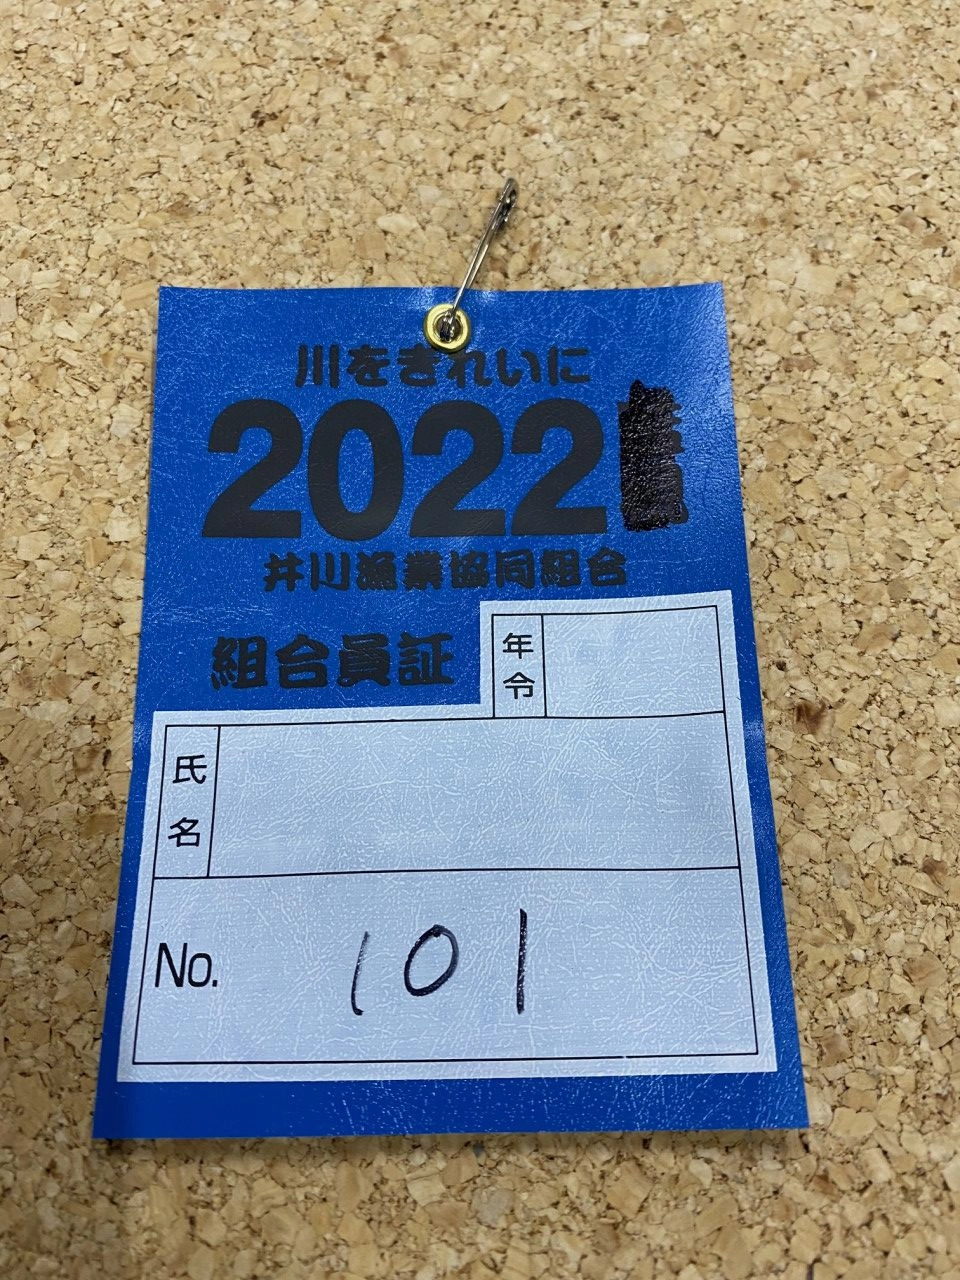 川をきれいに
2022
井川漁業協同組合
組合員証
年令
氏名
No. 101